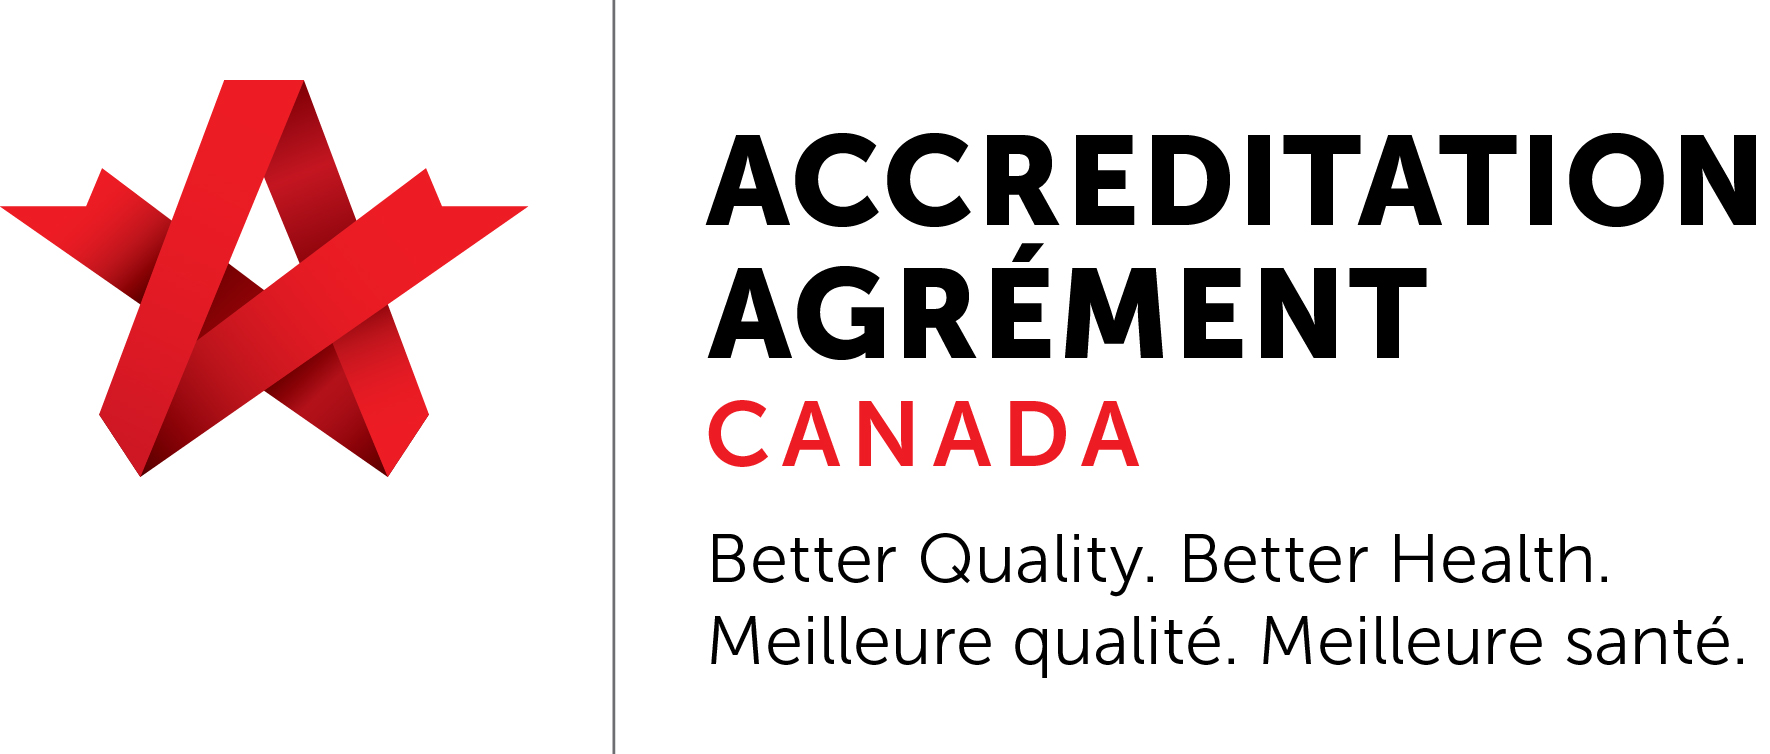 ACCREDITATION
AGRÉMENT
CANADA
Better Quality. Better Health.
Meilleure qualité. Meilleure santé.